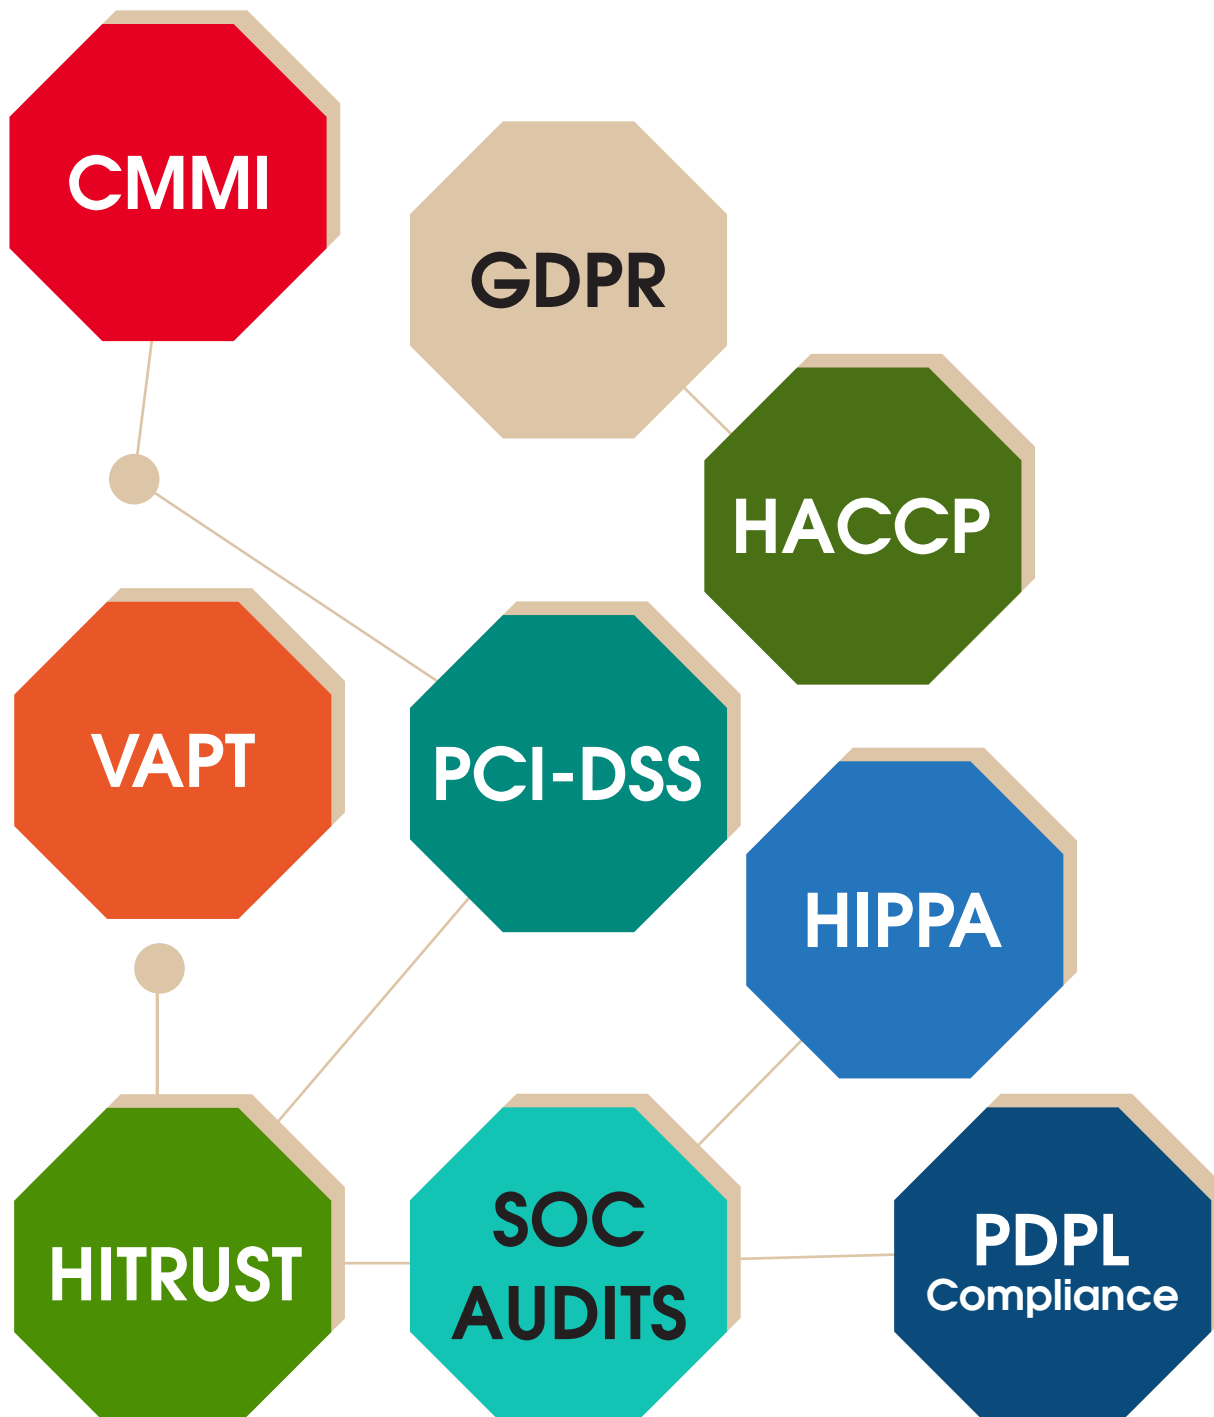 CMMI
GDPR
HACCP
VAPT
PCI-DSS
HIPPA
HITRUST
SOC
AUDITS
PDPL
Compliance